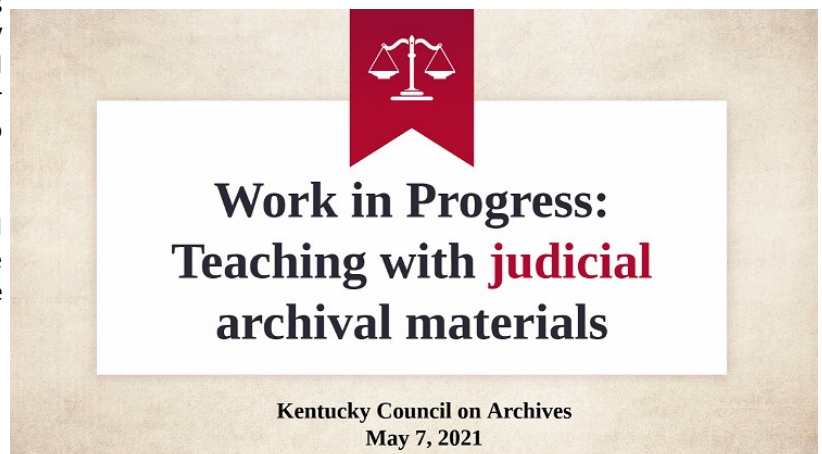 Work in Progress:
Teaching with judicial
archival materials
Kentucky Council on Archives
May 7, 2021